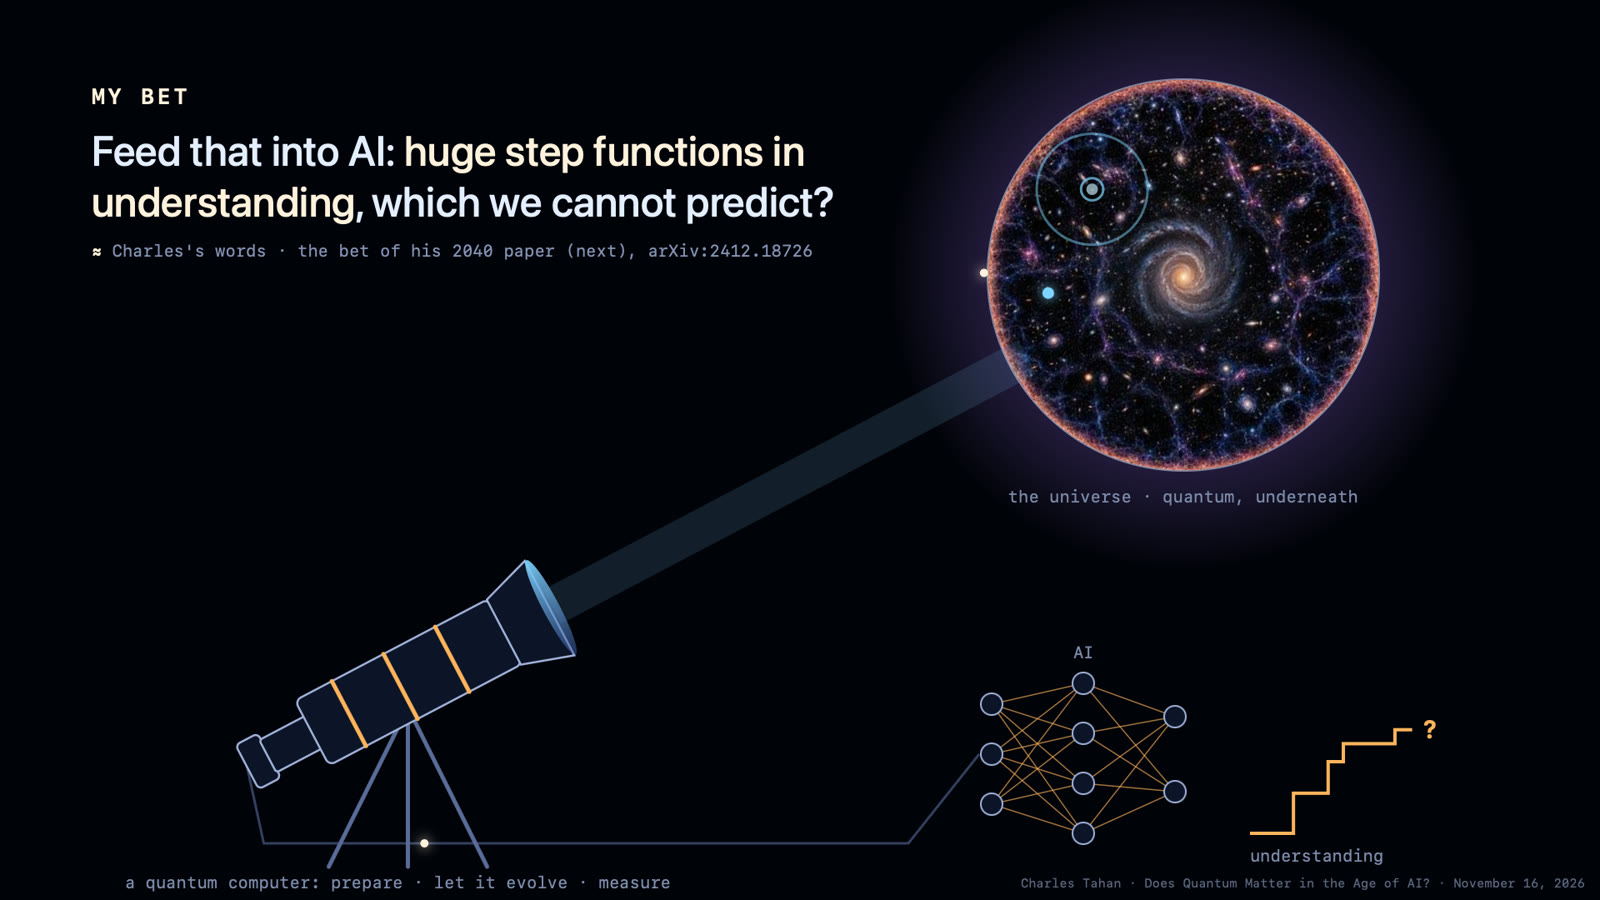 MY BET
Feed that into AI: huge step functions in
understanding, which we cannot predict?
≈ Charles's words · the bet of his 2040 paper (next), arXiv:2412.18726
the universe · quantum, underneath
AI
?
understanding
a quantum computer: prepare · let it evolve · measure
Charles Tahan · Does Quantum Matter in the Age of AI? · November 16, 2026